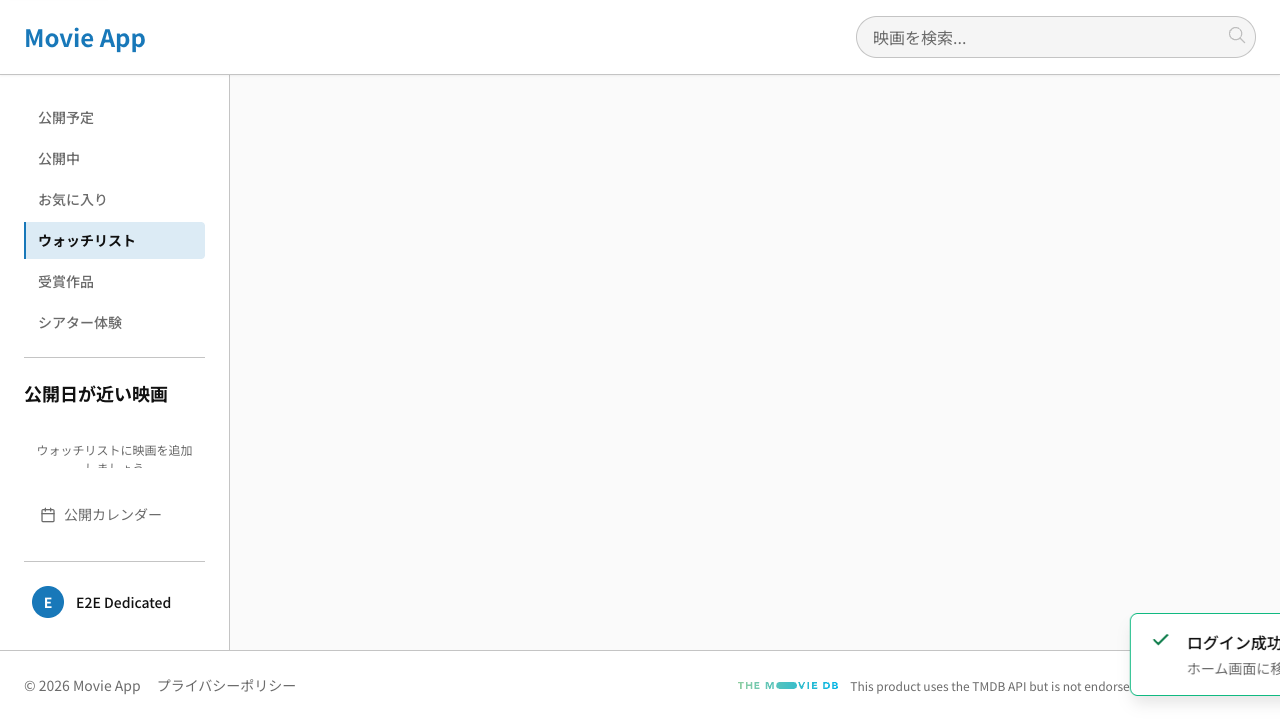 Movie App
映画を検索...
公開予定
公開中
お気に入り
ウォッチリスト
受賞作品
シアター体験
公開日が近い映画
ウォッチリストに映画を追加
しましょう
公開カレンダー
E
E2E Dedicated
ログイン成功
ホーム画面に移
© 2026 Movie App プライバシーポリシー
THE MOVIE DB This product uses the TMDB API but is not endorse